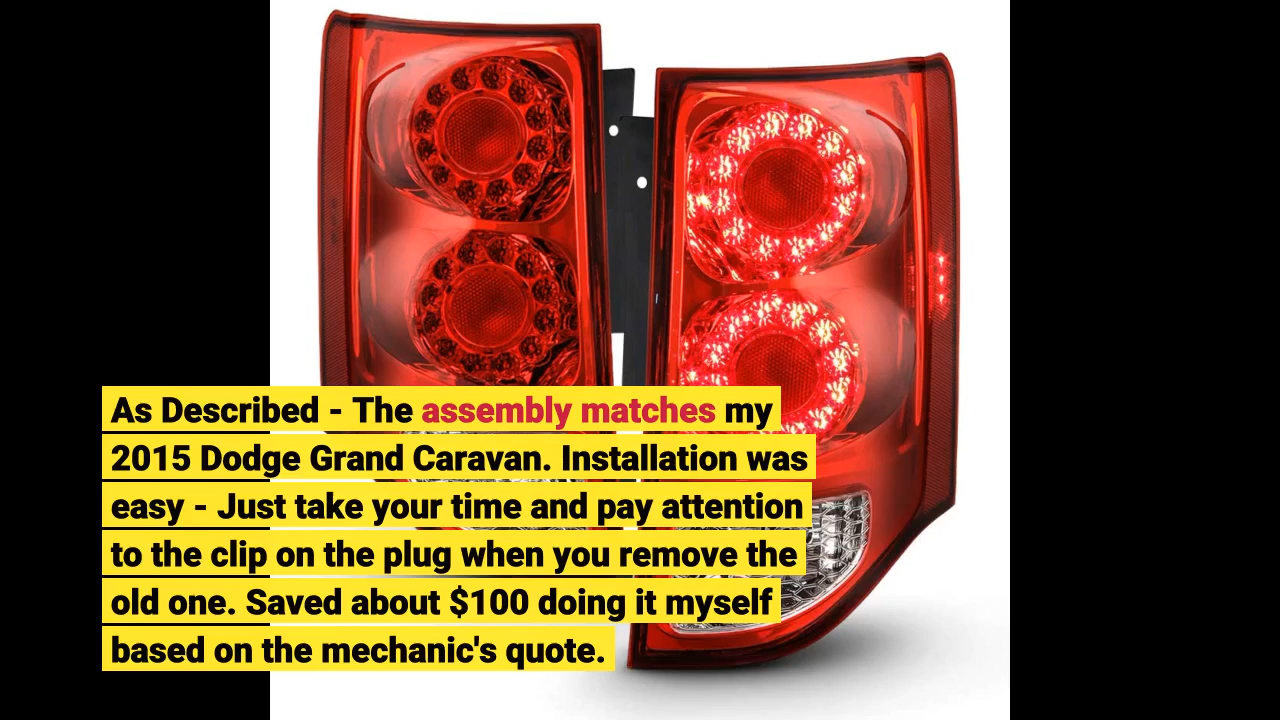 As Described - The assembly matches my
2015 Dodge Grand Caravan. Installation was
easy - Just take your time and pay attention
to the clip on the plug when you remove the
old one. Saved about $100 doing it myself
based on the mechanic's quote.